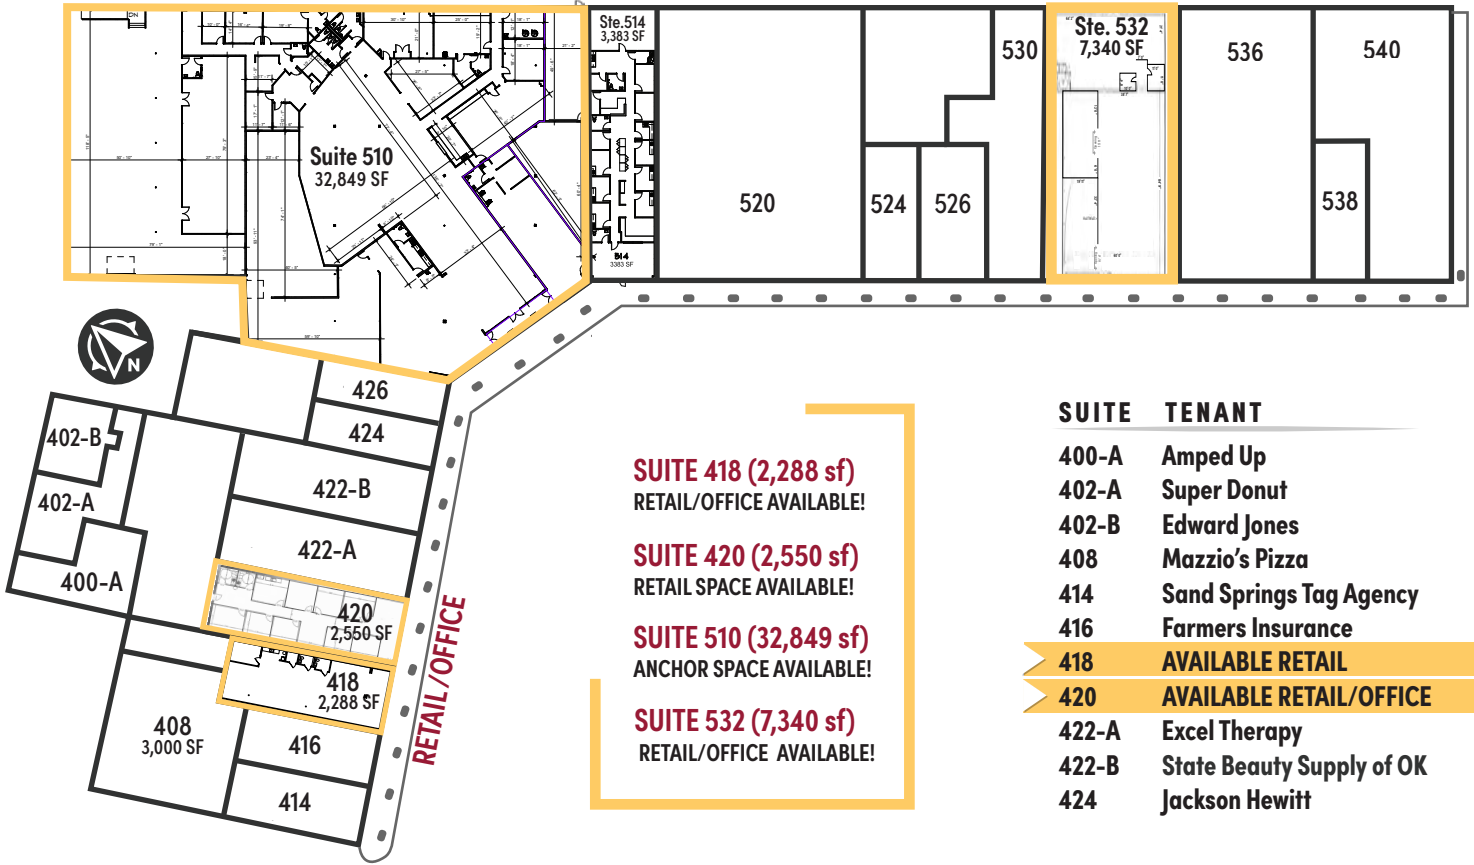 Suite 510
32,849 SF
Ste.514
3,383 SF
514
3383 SF
520
524
526
530
Ste. 532
7,340 SF
536
538
540
N
426
424
402-B
402-A
400-A
422-B
422-A
420
2,550 SF
418
2,288 SF
408
3,000 SF
416
414
RETAIL/OFFICE
SUITE 418 (2,288 sf)
RETAIL/OFFICE AVAILABLE!
SUITE 420 (2,550 sf)
RETAIL SPACE AVAILABLE!
SUITE 510 (32,849 sf)
ANCHOR SPACE AVAILABLE!
SUITE 532 (7,340 sf)
RETAIL/OFFICE AVAILABLE!
SUITE TENANT
400-A Amped Up
402-A Super Donut
402-B Edward Jones
408 Mazzio's Pizza
414 Sand Springs Tag Agency
416 Farmers Insurance
418 AVAILABLE RETAIL
420 AVAILABLE RETAIL/OFFICE
422-A Excel Therapy
422-B State Beauty Supply of OK
424 Jackson Hewitt